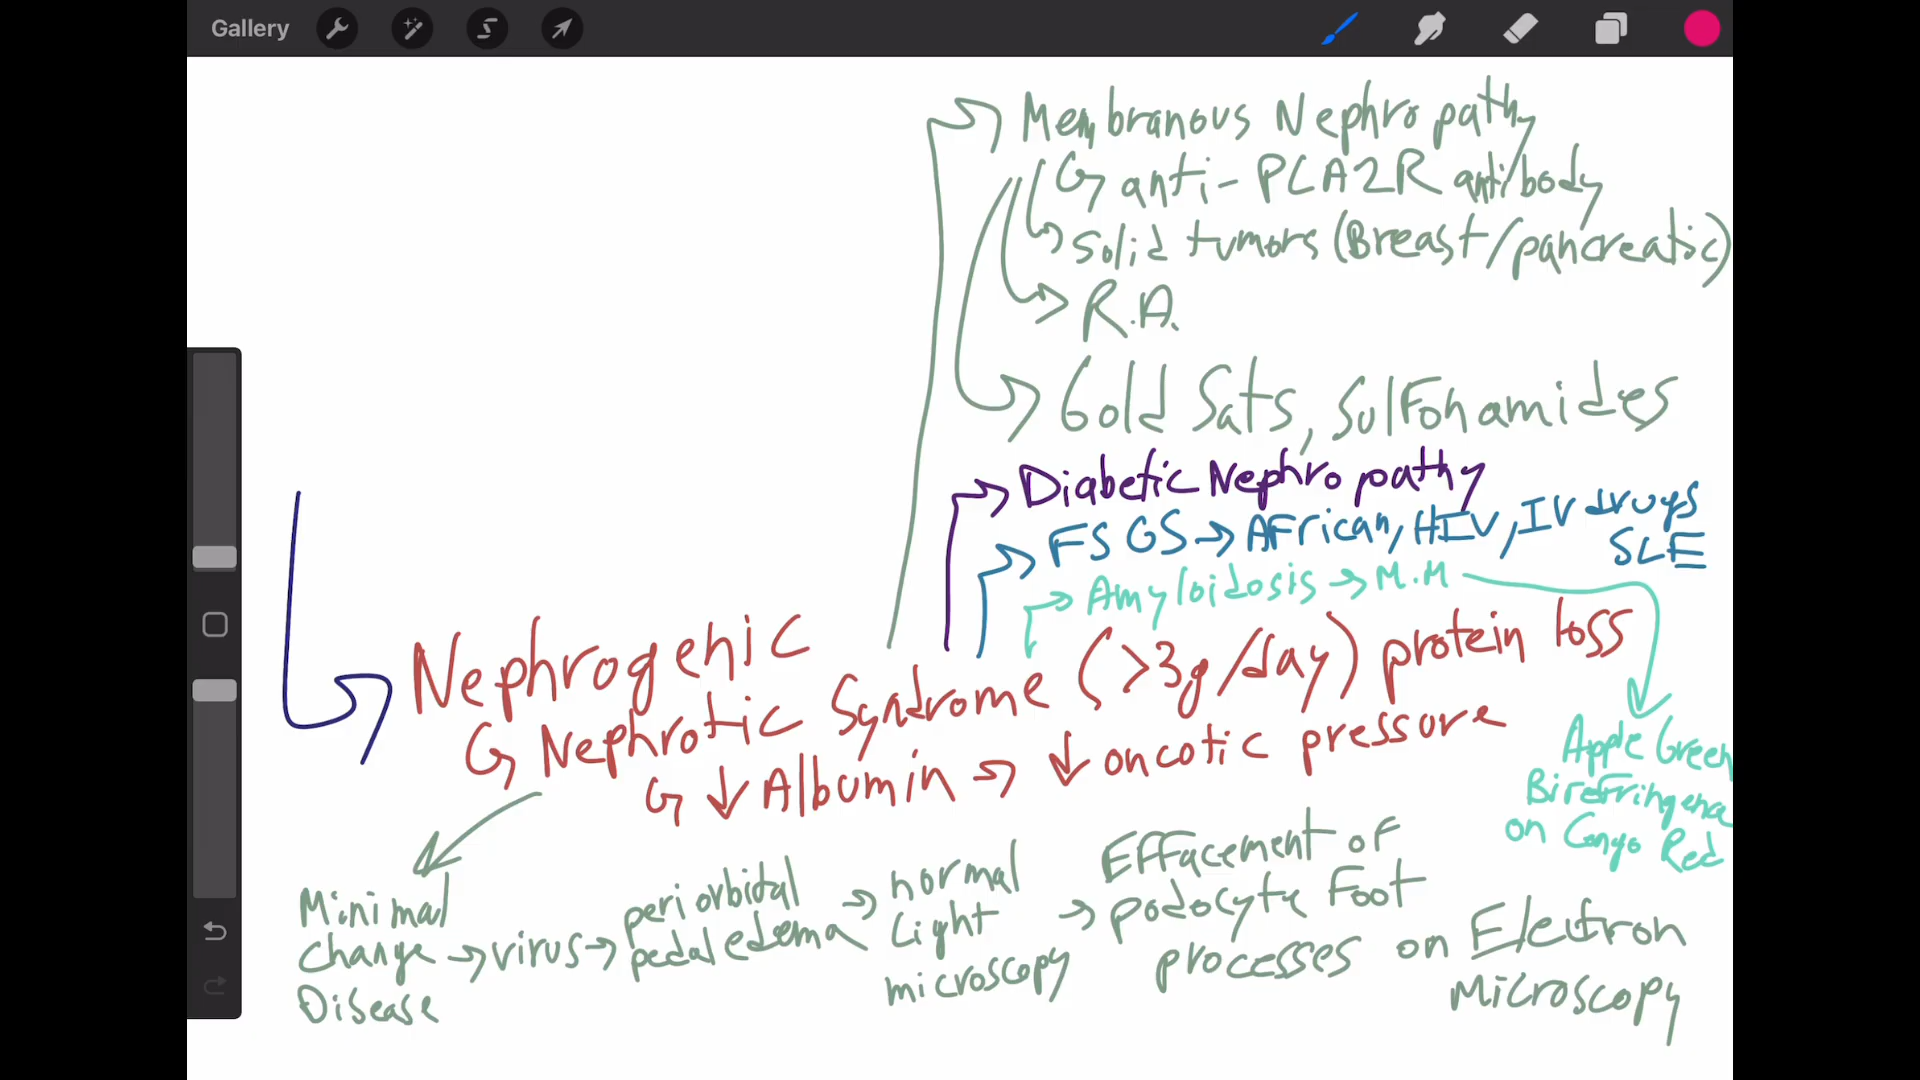 Gallery
Membranous Nephropathy
anti-PLA2R antibody
solid tumors (Breast/pancreatic)
R.A.
Gold Sats, Sulfonamides
Diabetic Nephropathy
FSGS → African, HIV, IV drugs
SLE
Amyloidosis → M.M
Apple Green
Birefringence
on Congo Red
Nephrogenic
Nephrotic Syndrome (>3g/day) protein loss
↓ Albumin → ↓ oncotic pressure
Minimal
change
Disease
→ virus →
periorbital
pedal edema
→ normal
Light
microscopy
→ Effacement of
podocyte Foot
processes on Electron
Microscopy